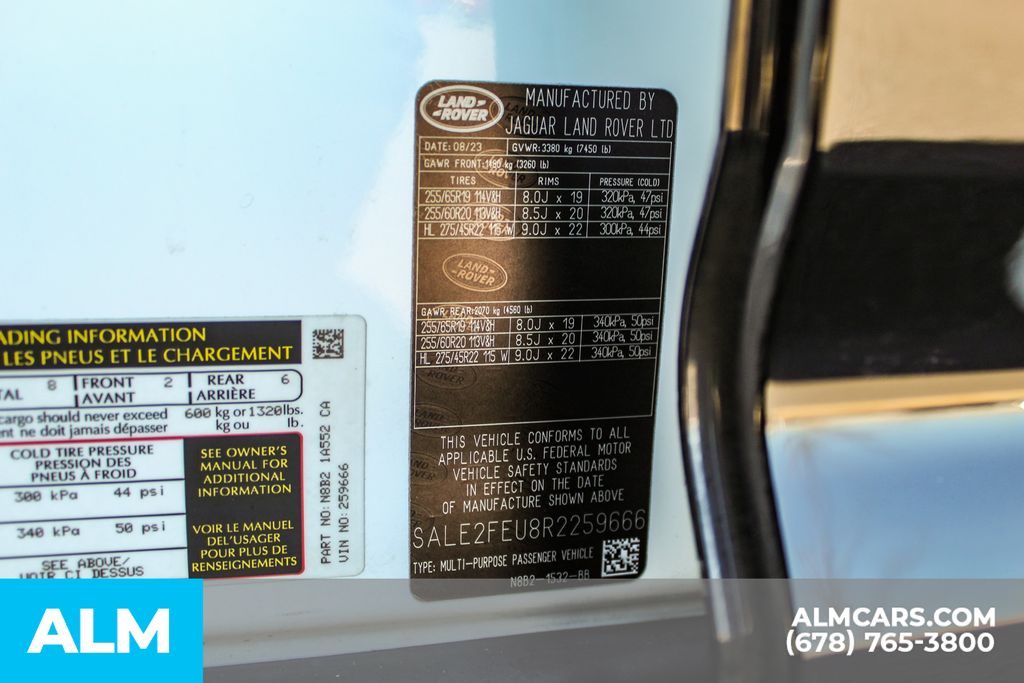 LAND-
-ROVER
MANUFACTURED BY
JAGUAR LAND ROVER LTD
DATE: 08/23 GVWR: 3380 kg (7450 lb)
GAWR FRONT: 1480 kg (3260 lb)
TIRES RIMS PRESSURE (COLD)
255/65R19 114V&H 8.0J x 19 320kPa, 47psi
255/60R20 113V&H 8.5J x 20 320kPa, 47psi
HL 275/45R22 115 W 9.0J x 22 300kPa, 44psi
LAND-
-ROVER
GAWR REAR: 2070 kg (4560 lb)
255/65R19 114V&H 8.0J x 19 340kPa, 50psi
255/60R20 113V&H 8.5J x 20 340kPa, 50psi
HL 275/45R22 115 W 9.0J x 22 340kPa, 50psi
THIS VEHICLE CONFORMS TO ALL
APPLICABLE U.S. FEDERAL MOTOR
VEHICLE SAFETY STANDARDS
IN EFFECT ON THE DATE
OF MANUFACTURE SHOWN ABOVE
SALE2FEU8R2259666
TYPE: MULTI-PURPOSE PASSENGER VEHICLE
N8B2-1532-BB
ADING INFORMATION
LES PNEUS ET LE CHARGEMENT
TAL 8 FRONT 2 REAR 6
AVANT ARRIÈRE
cargo should never exceed 600 kg or 1320lbs.
ent ne doit jamais dépasser kg ou lb.
COLD TIRE PRESSURE
PRESSION DES
PNEUS À FROID
300 kPa 44 psi
340 kPa 50 psi
SEE ABOVE/
VOIR CI DESSUS
SEE OWNER'S
MANUAL FOR
ADDITIONAL
INFORMATION
VOIR LE MANUEL
DEL'USAGER
POUR PLUS DE
RENSEIGNEMENTS
PART NO: N8B2 1A552 CA
VIN NO: 259666
ALM
ALMCARS.COM
(678) 765-3800